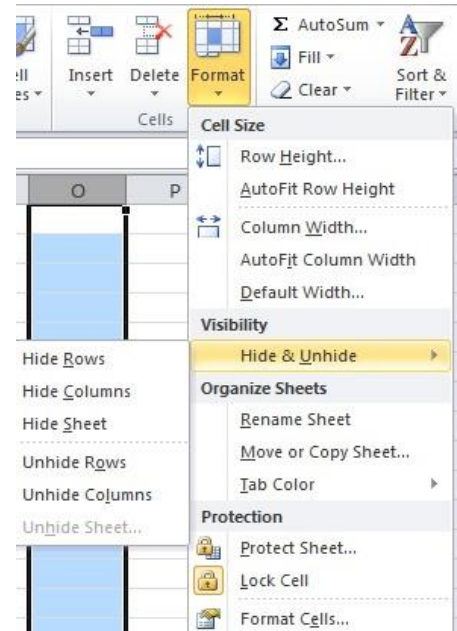 ell
es
Insert
Delete
Format
Σ AutoSum
Fill
Clear
Sort &
Filter
Cells
O
P
Cell Size
Row Height...
AutoFit Row Height
Column Width...
AutoFit Column Width
Default Width...
Visibility
Hide & Unhide
Hide Rows
Hide Columns
Hide Sheet
Unhide Rows
Unhide Columns
Unhide Sheet...
Organize Sheets
Rename Sheet
Move or Copy Sheet...
Tab Color
Protection
Protect Sheet...
Lock Cell
Format Cells...